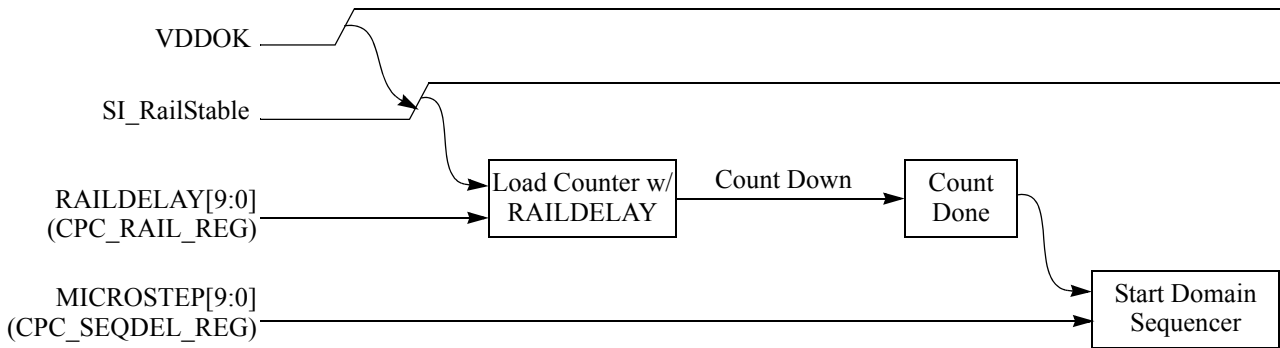 VDDOK
SI_RailStable
RAILDELAY[9:0]
(CPC_RAIL_REG)
Load Counter w/
RAILDELAY
Count Down
Count
Done
MICROSTEP[9:0]
(CPC_SEQDEL_REG)
Start Domain
Sequencer